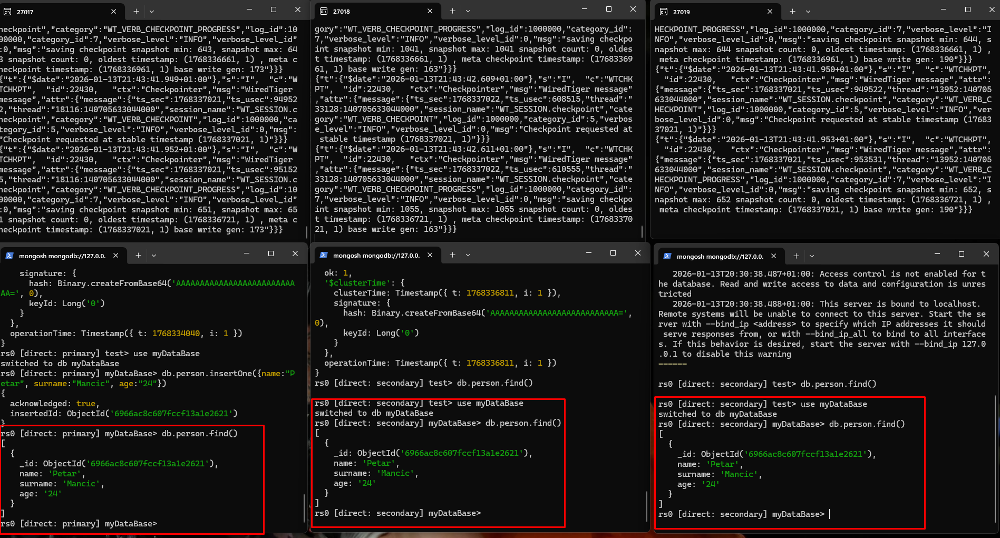 27017
heckpoint","category":"WT_VERB_CHECKPOINT_PROGRESS","log_id":10
00000,"category_id":7,"verbose_level":"INFO","verbose_level_id"
:0,"msg":"saving checkpoint snapshot min: 643, snapshot max: 64
3 snapshot count: 0, oldest timestamp: (1768336661, 1) , meta c
heckpoint timestamp: (1768336961, 1) base write gen: 173"}}}
{"t":{"$date":"2026-01-13T21:43:41.949+01:00"},"s":"I",  "c":"W
TCHKPT",  "id":22430,   "ctx":"Checkpointer","msg":"WiredTiger
message","attr":{"message":{"ts_sec":1768337021,"ts_usec":94952
2,"thread":"18116:140705633044000","session_name":"WT_SESSION.c
heckpoint","category":"WT_VERB_CHECKPOINT","log_id":1000000,"ca
tegory_id":5,"verbose_level":"INFO","verbose_level_id":0,"msg":
"Checkpoint requested at stable timestamp (1768337021, 1)"}}}
{"t":{"$date":"2026-01-13T21:43:41.952+01:00"},"s":"I",  "c":"W
TCHKPT",  "id":22430,   "ctx":"Checkpointer","msg":"WiredTiger
message","attr":{"message":{"ts_sec":1768337021,"ts_usec":95152
5,"thread":"18116:140705633044000","session_name":"WT_SESSION.c
heckpoint","category":"WT_VERB_CHECKPOINT_PROGRESS","log_id":10
00000,"category_id":7,"verbose_level":"INFO","verbose_level_id"
:0,"msg":"saving checkpoint snapshot min: 651, snapshot max: 65
1 snapshot count: 0, oldest timestamp: (1768336721, 1) , meta c
heckpoint timestamp: (1768337021, 1) base write gen: 173"}}}
27018
gory":"WT_VERB_CHECKPOINT_PROGRESS","log_id":1000000,"category_id":
7,"verbose_level":"INFO","verbose_level_id":0,"msg":"saving checkpo
int snapshot min: 1041, snapshot max: 1041 snapshot count: 0, oldes
t timestamp: (1768336661, 1) , meta checkpoint timestamp: (17683369
61, 1) base write gen: 163"}}}
{"t":{"$date":"2026-01-13T21:43:42.609+01:00"},"s":"I",  "c":"WTCHK
PT",  "id":22430,   "ctx":"Checkpointer","msg":"WiredTiger message"
,"attr":{"message":{"ts_sec":1768337022,"ts_usec":608515,"thread":"
33128:140705633044000","session_name":"WT_SESSION.checkpoint","cate
gory":"WT_VERB_CHECKPOINT","log_id":1000000,"category_id":5,"verbos
e_level":"INFO","verbose_level_id":0,"msg":"Checkpoint requested at
 stable timestamp (1768337021, 1)"}}}
{"t":{"$date":"2026-01-13T21:43:42.611+01:00"},"s":"I",  "c":"WTCHK
PT",  "id":22430,   "ctx":"Checkpointer","msg":"WiredTiger message"
,"attr":{"message":{"ts_sec":1768337022,"ts_usec":610555,"thread":"
33128:140705633044000","session_name":"WT_SESSION.checkpoint","cate
gory":"WT_VERB_CHECKPOINT_PROGRESS","log_id":1000000,"category_id":
7,"verbose_level":"INFO","verbose_level_id":0,"msg":"saving checkpo
int snapshot min: 1055, snapshot max: 1055 snapshot count: 0, oldes
t timestamp: (1768336721, 1) , meta checkpoint timestamp: (17683370
21, 1) base write gen: 163"}}}
27019
HECKPOINT_PROGRESS","log_id":1000000,"category_id":7,"verbose_level":"I
NFO","verbose_level_id":0,"msg":"saving checkpoint snapshot min: 644, s
napshot max: 644 snapshot count: 0, oldest timestamp: (1768336661, 1) ,
 meta checkpoint timestamp: (1768336961, 1) base write gen: 190"}}}
{"t":{"$date":"2026-01-13T21:43:41.950+01:00"},"s":"I",  "c":"WTCHKPT",
  "id":22430,   "ctx":"Checkpointer","msg":"WiredTiger message","attr":
{"message":{"ts_sec":1768337021,"ts_usec":949522,"thread":"13952:140705
633044000","session_name":"WT_SESSION.checkpoint","category":"WT_VERB_C
HECKPOINT","log_id":1000000,"category_id":5,"verbose_level":"INFO","ver
bose_level_id":0,"msg":"Checkpoint requested at stable timestamp (17683
37021, 1)"}}}
{"t":{"$date":"2026-01-13T21:43:41.953+01:00"},"s":"I",  "c":"WTCHKPT",
  "id":22430,   "ctx":"Checkpointer","msg":"WiredTiger message","attr":
{"message":{"ts_sec":1768337021,"ts_usec":953531,"thread":"13952:140705
633044000","session_name":"WT_SESSION.checkpoint","category":"WT_VERB_C
HECKPOINT_PROGRESS","log_id":1000000,"category_id":7,"verbose_level":"I
NFO","verbose_level_id":0,"msg":"saving checkpoint snapshot min: 652, s
napshot max: 652 snapshot count: 0, oldest timestamp: (1768336721, 1) ,
 meta checkpoint timestamp: (1768337021, 1) base write gen: 190"}}}
mongosh mongodb://127.0.0.
    signature: {
      hash: Binary.createFromBase64('AAAAAAAAAAAAAAAAAAAAAAAAA
AA=', 0),
      keyId: Long('0')
    }
  },
  operationTime: Timestamp({ t: 1768334040, i: 1 })
}
rs0 [direct: primary] test> use myDataBase
switched to db myDataBase
rs0 [direct: primary] myDataBase> db.person.insertOne({name:"P
etar", surname:"Mancic", age:"24"})
{
  acknowledged: true,
  insertedId: ObjectId('6966ac8c607fccf13a1e2621')
}
rs0 [direct: primary] myDataBase> db.person.find()
[
  {
    _id: ObjectId('6966ac8c607fccf13a1e2621'),
    name: 'Petar',
    surname: 'Mancic',
    age: '24'
  }
]
rs0 [direct: primary] myDataBase>
mongosh mongodb://127.0.0.
  ok: 1,
  '$clusterTime': {
    clusterTime: Timestamp({ t: 1768336811, i: 1 }),
    signature: {
      hash: Binary.createFromBase64('AAAAAAAAAAAAAAAAAAAAAAAAAAA=',
0),
      keyId: Long('0')
    }
  },
  operationTime: Timestamp({ t: 1768336811, i: 1 })
}
rs0 [direct: secondary] test> db.person.find()
rs0 [direct: secondary] test> use myDataBase
switched to db myDataBase
rs0 [direct: secondary] myDataBase> db.person.find()
[
  {
    _id: ObjectId('6966ac8c607fccf13a1e2621'),
    name: 'Petar',
    surname: 'Mancic',
    age: '24'
  }
]
rs0 [direct: secondary] myDataBase>
mongosh mongodb://127.0.0.
   2026-01-13T20:30:38.487+01:00: Access control is not enabled for t
he database. Read and write access to data and configuration is unres
tricted
   2026-01-13T20:30:38.488+01:00: This server is bound to localhost.
Remote systems will be unable to connect to this server. Start the se
rver with --bind_ip <address> to specify which IP addresses it should
 serve responses from, or with --bind_ip_all to bind to all interface
s. If this behavior is desired, start the server with --bind_ip 127.0
.0.1 to disable this warning
------
rs0 [direct: secondary] test> db.person.find()
rs0 [direct: secondary] test> use myDataBase
switched to db myDataBase
rs0 [direct: secondary] myDataBase> db.person.find()
[
  {
    _id: ObjectId('6966ac8c607fccf13a1e2621'),
    name: 'Petar',
    surname: 'Mancic',
    age: '24'
  }
]
rs0 [direct: secondary] myDataBase>